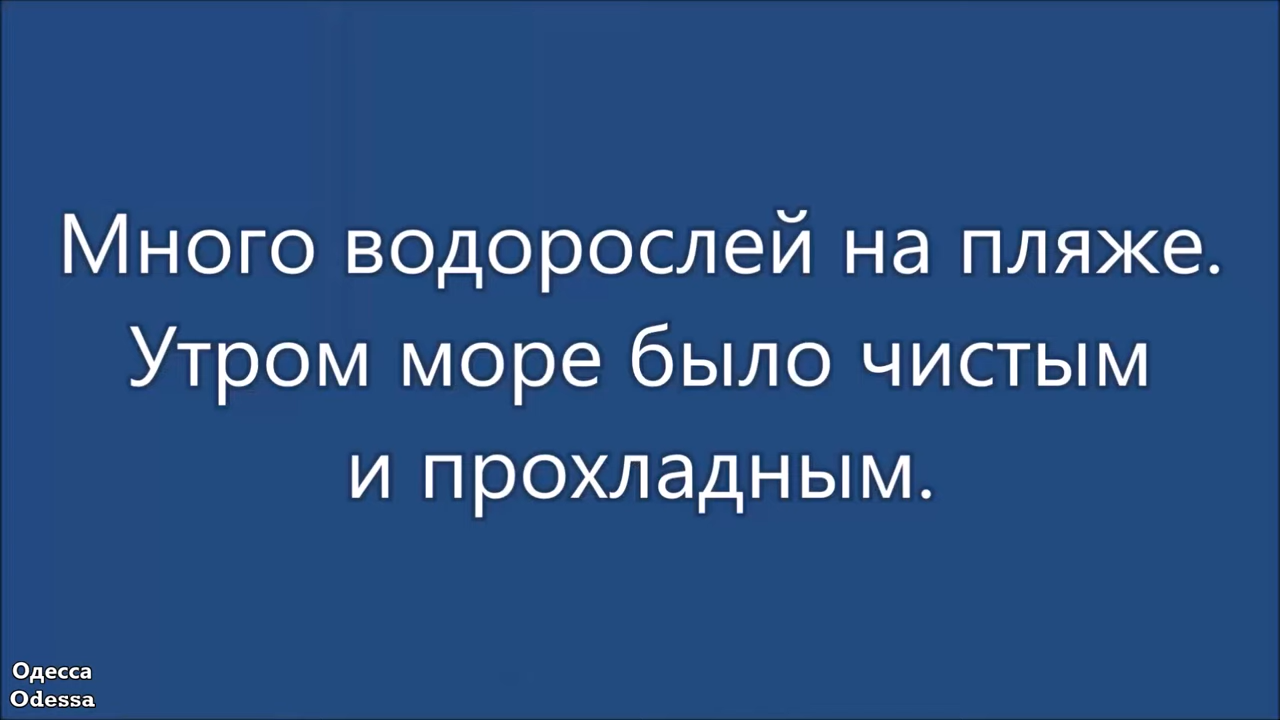 Много водорослей на пляже.
Утром море было чистым
и прохладным.
Одесса
Odessa